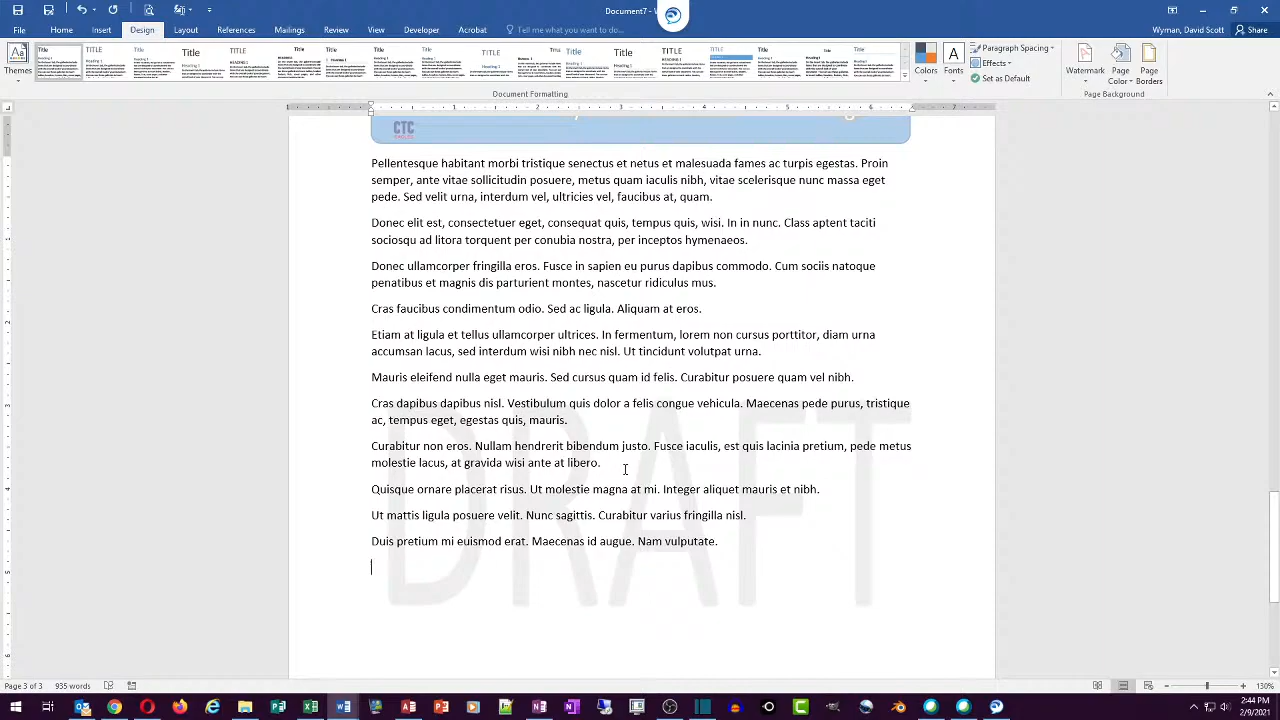 Document7 - W
Wyman, David Scott
File Home Insert Design Layout References Mailings Review View Developer Acrobat Tell me what you want to do... Share
Themes
Colors
Fonts
Paragraph Spacing
Effects
Set as Default
Watermark
Page Color
Page Borders
Document Formatting
Page Background
CTC
Pellentesque habitant morbi tristique senectus et netus et malesuada fames ac turpis egestas. Proin
semper, ante vitae sollicitudin posuere, metus quam iaculis nibh, vitae scelerisque nunc massa eget
pede. Sed velit urna, interdum vel, ultricies vel, faucibus at, quam.
Donec elit est, consectetuer eget, consequat quis, tempus quis, wisi. In in nunc. Class aptent taciti
sociosqu ad litora torquent per conubia nostra, per inceptos hymenaeos.
Donec ullamcorper fringilla eros. Fusce in sapien eu purus dapibus commodo. Cum sociis natoque
penatibus et magnis dis parturient montes, nascetur ridiculus mus.
Cras faucibus condimentum odio. Sed ac ligula. Aliquam at eros.
Etiam at ligula et tellus ullamcorper ultrices. In fermentum, lorem non cursus porttitor, diam urna
accumsan lacus, sed interdum wisi nibh nec nisl. Ut tincidunt volutpat urna.
Mauris eleifend nulla eget mauris. Sed cursus quam id felis. Curabitur posuere quam vel nibh.
Cras dapibus dapibus nisl. Vestibulum quis dolor a felis congue vehicula. Maecenas pede purus, tristique
ac, tempus eget, egestas quis, mauris.
Curabitur non eros. Nullam hendrerit bibendum justo. Fusce iaculis, est quis lacinia pretium, pede metus
molestie lacus, at gravida wisi ante at libero.
Quisque ornare placerat risus. Ut molestie magna at mi. Integer aliquet mauris et nibh.
Ut mattis ligula posuere velit. Nunc sagittis. Curabitur varius fringilla nisl.
Duis pretium mi euismod erat. Maecenas id augue. Nam vulputate.
DRAFT
Page 3 of 3 935 words
130%
2:44 PM
2/9/2021